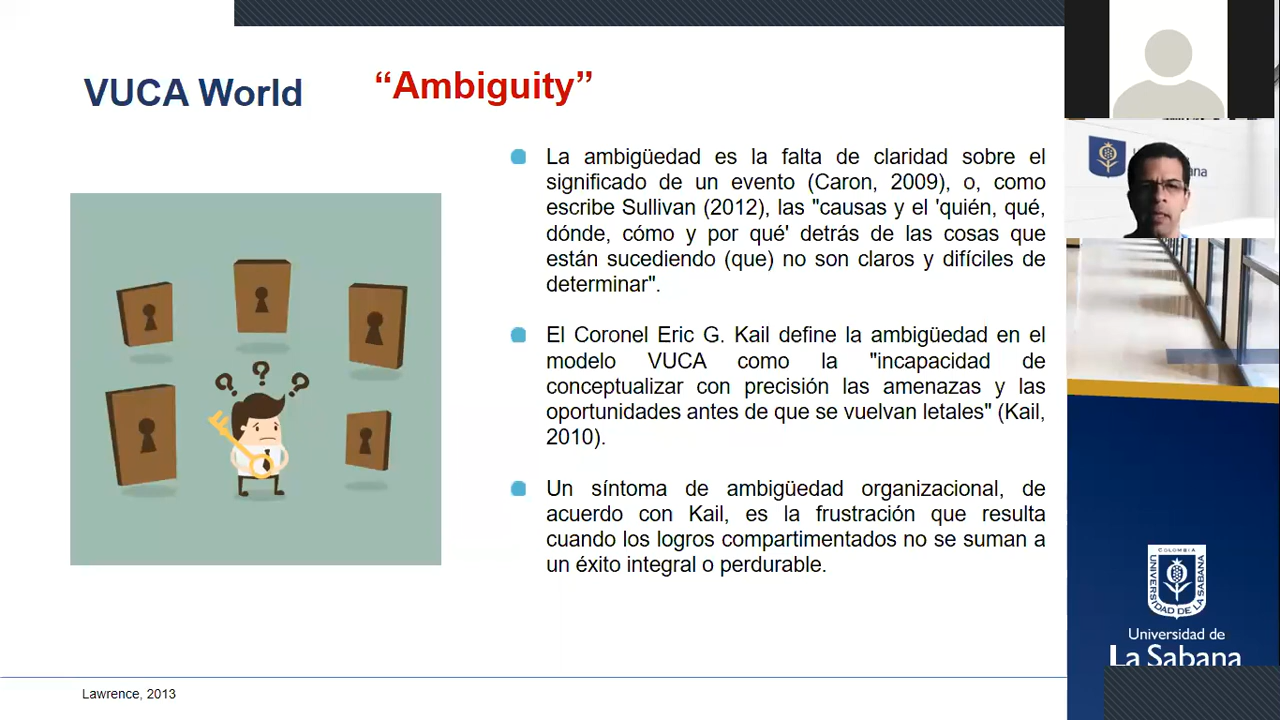 VUCA World
“Ambiguity”
La ambigüedad es la falta de claridad sobre el
significado de un evento (Caron, 2009), o, como
escribe Sullivan (2012), las "causas y el 'quién, qué,
dónde, cómo y por qué' detrás de las cosas que
están sucediendo (que) no son claros y difíciles de
determinar".
El Coronel Eric G. Kail define la ambigüedad en el
modelo VUCA como la "incapacidad de
conceptualizar con precisión las amenazas y las
oportunidades antes de que se vuelvan letales" (Kail,
2010).
Un síntoma de ambigüedad organizacional, de
acuerdo con Kail, es la frustración que resulta
cuando los logros compartimentados no se suman a
un éxito integral o perdurable.
? ? ?
Lawrence, 2013
COLOMBIA
UNIVERSIDAD DE LA SABANA
Universidad de
La Sabana